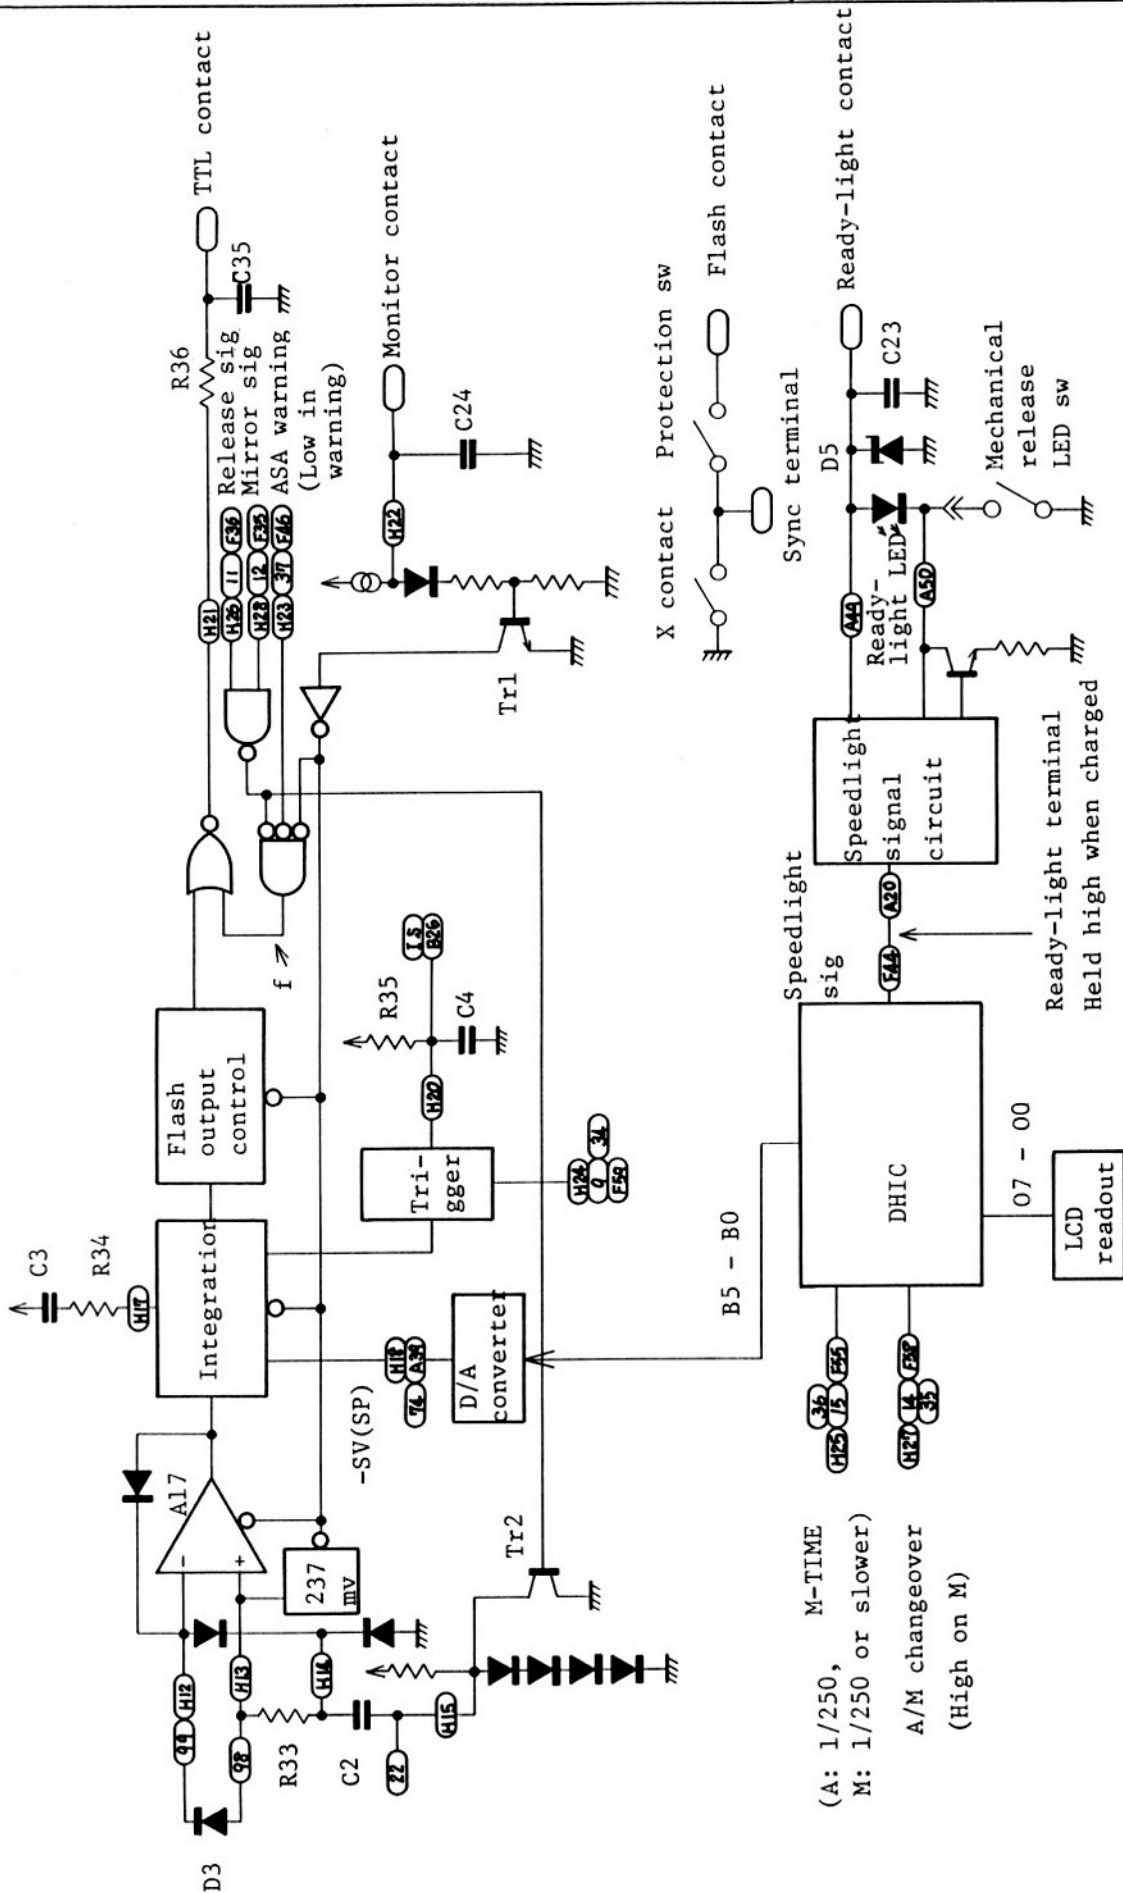 TTL contact
R36
C35
H21
H26 11 F36
Release sig
H28 12 F35
Mirror sig
H23 37 F46
ASA warning
(Low in
warning)
Monitor contact
H22
C24
Tr1
f
Flash
output
control
C3
R34
H17
Integration
A17
-
+
237
mv
D3
99 H12
98 H13
R33
H14
C2
22
H15
Tr2
R35
C4
IS
B26
H20
Tri-
gger
H24
Q 34
F59
-SV(SP)
H18
74 A39
D/A
converter
X contact
Protection sw
Flash contact
Sync terminal
Ready-light contact
D5
C23
A49
Ready-
light LED
A50
Mechanical
release
LED sw
Speedlight
signal
circuit
Speedlight
sig
F44 A20
Ready-light terminal
Held high when charged
B5 - B0
DHIC
07 - 00
LCD
readout
36
H25 15 F55
H27 14 F58
35
M-TIME
(A: 1/250,
M: 1/250 or slower)
A/M changeover
(High on M)